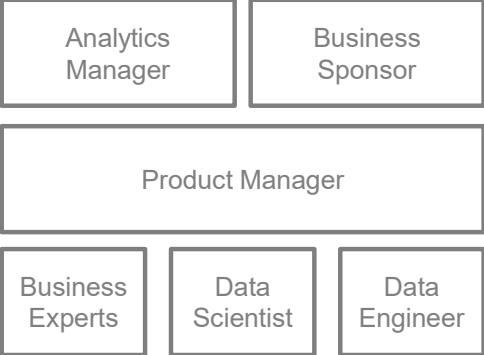 Analytics
Manager
Business
Sponsor
Product Manager
Business
Experts
Data
Scientist
Data
Engineer